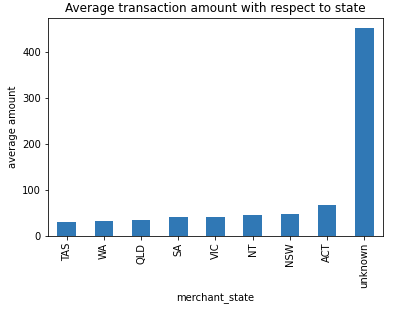 Average transaction amount with respect to state
average amount
400
300
200
100
0
TAS
WA
QLD
SA
VIC
NT
NSW
ACT
unknown
merchant_state